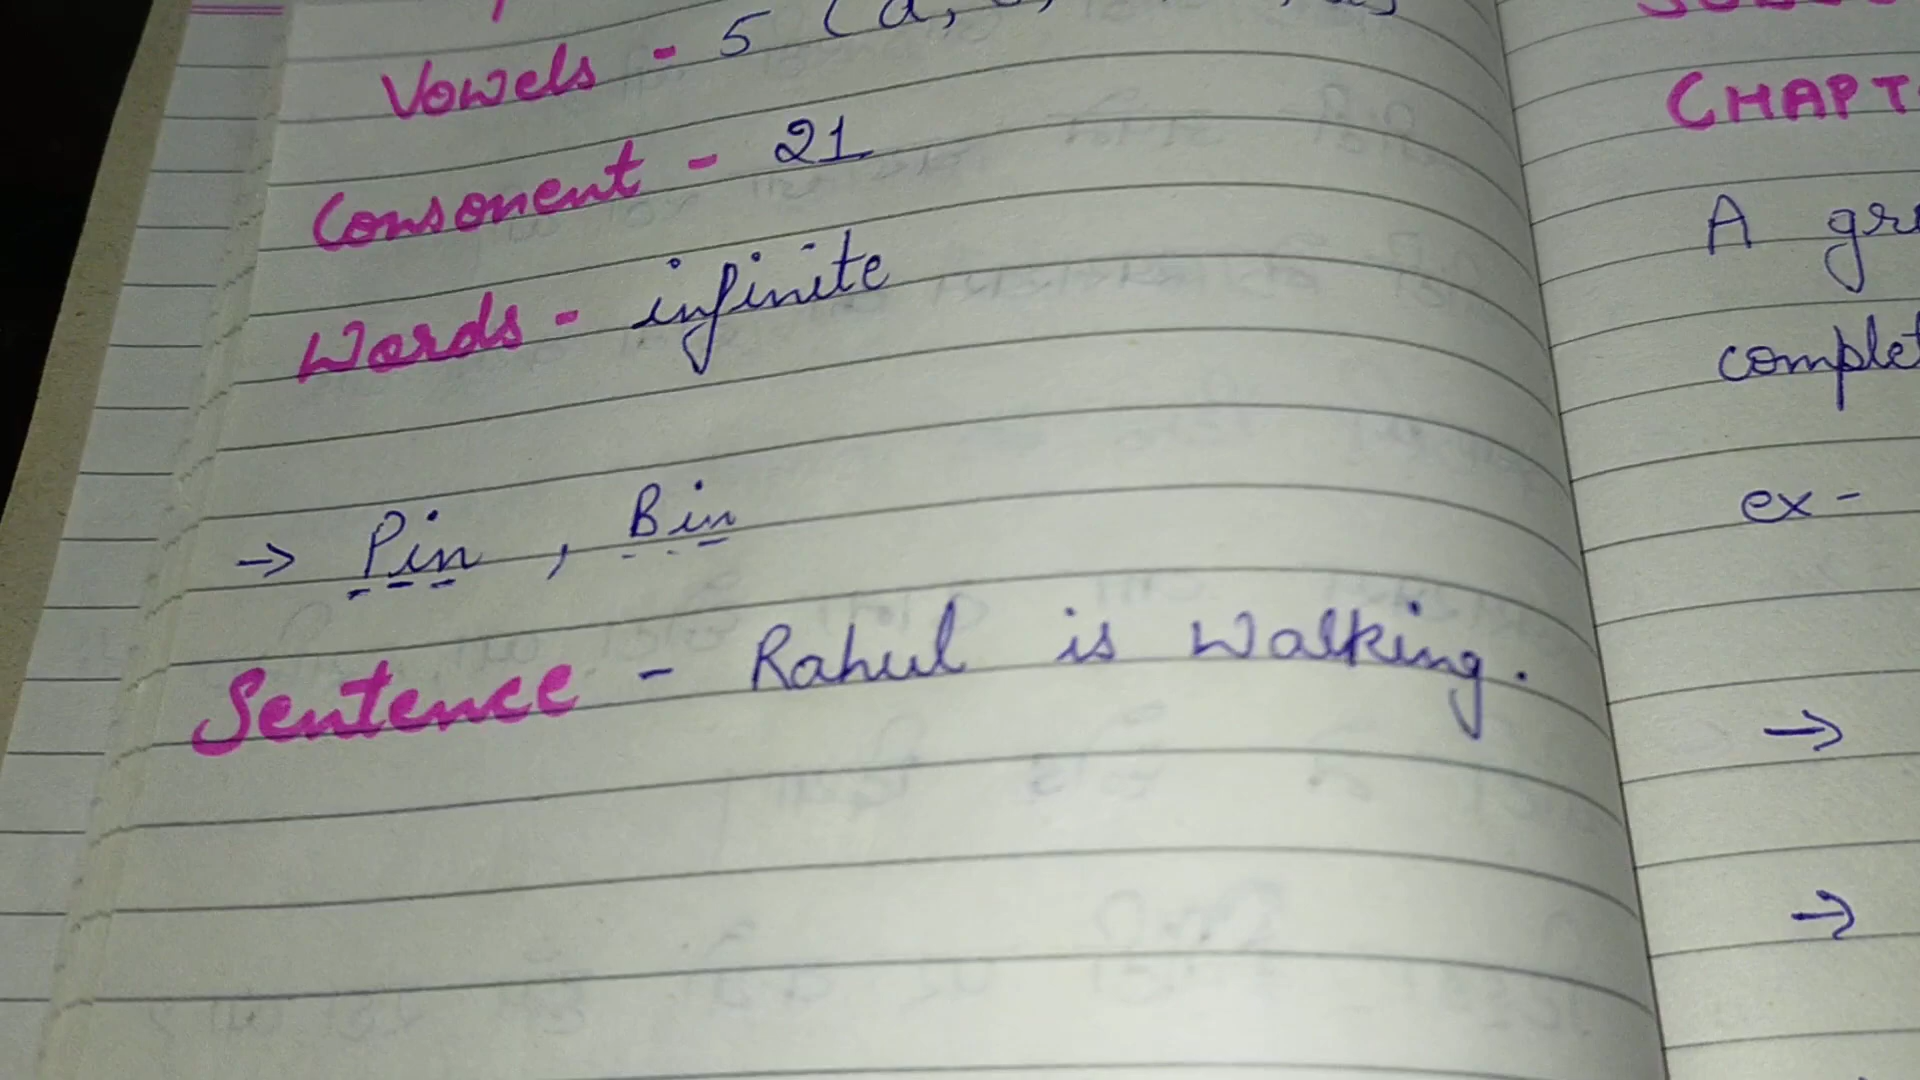 Vowels - 5 (a,
Consonent - 21
Words - infinite
→ Pin , Bin
Sentence - Rahul is walking.
CHAPT
A gr
complet
ex -
→
→